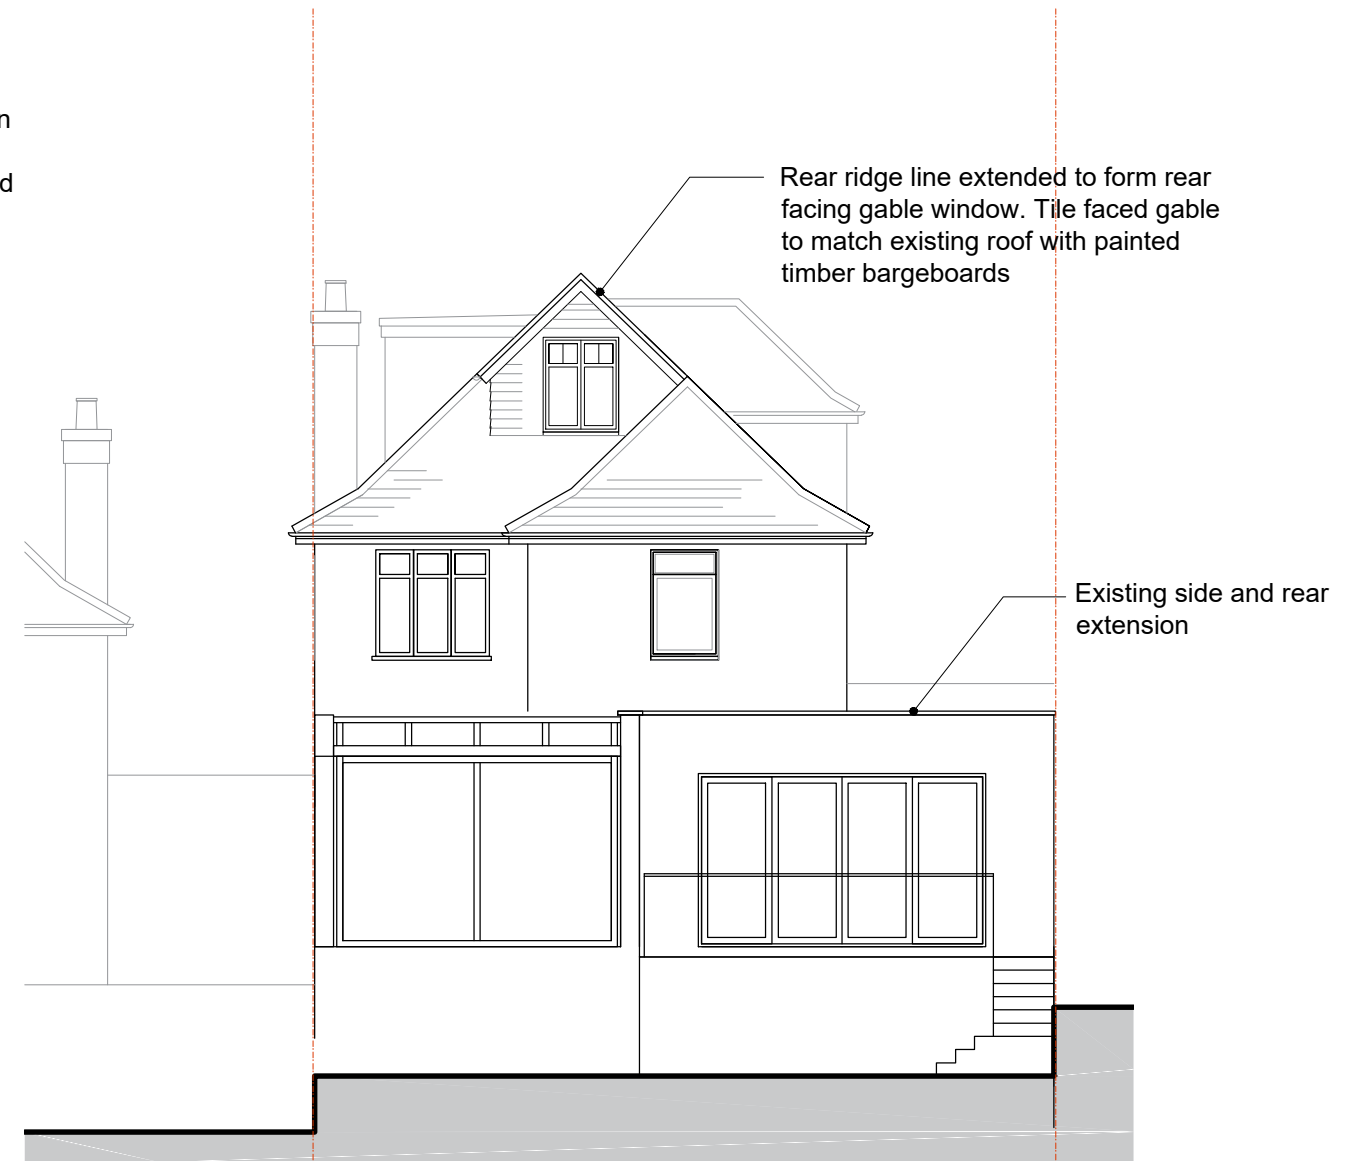 n
d
Rear ridge line extended to form rear
facing gable window. Tile faced gable
to match existing roof with painted
timber bargeboards
Existing side and rear
extension